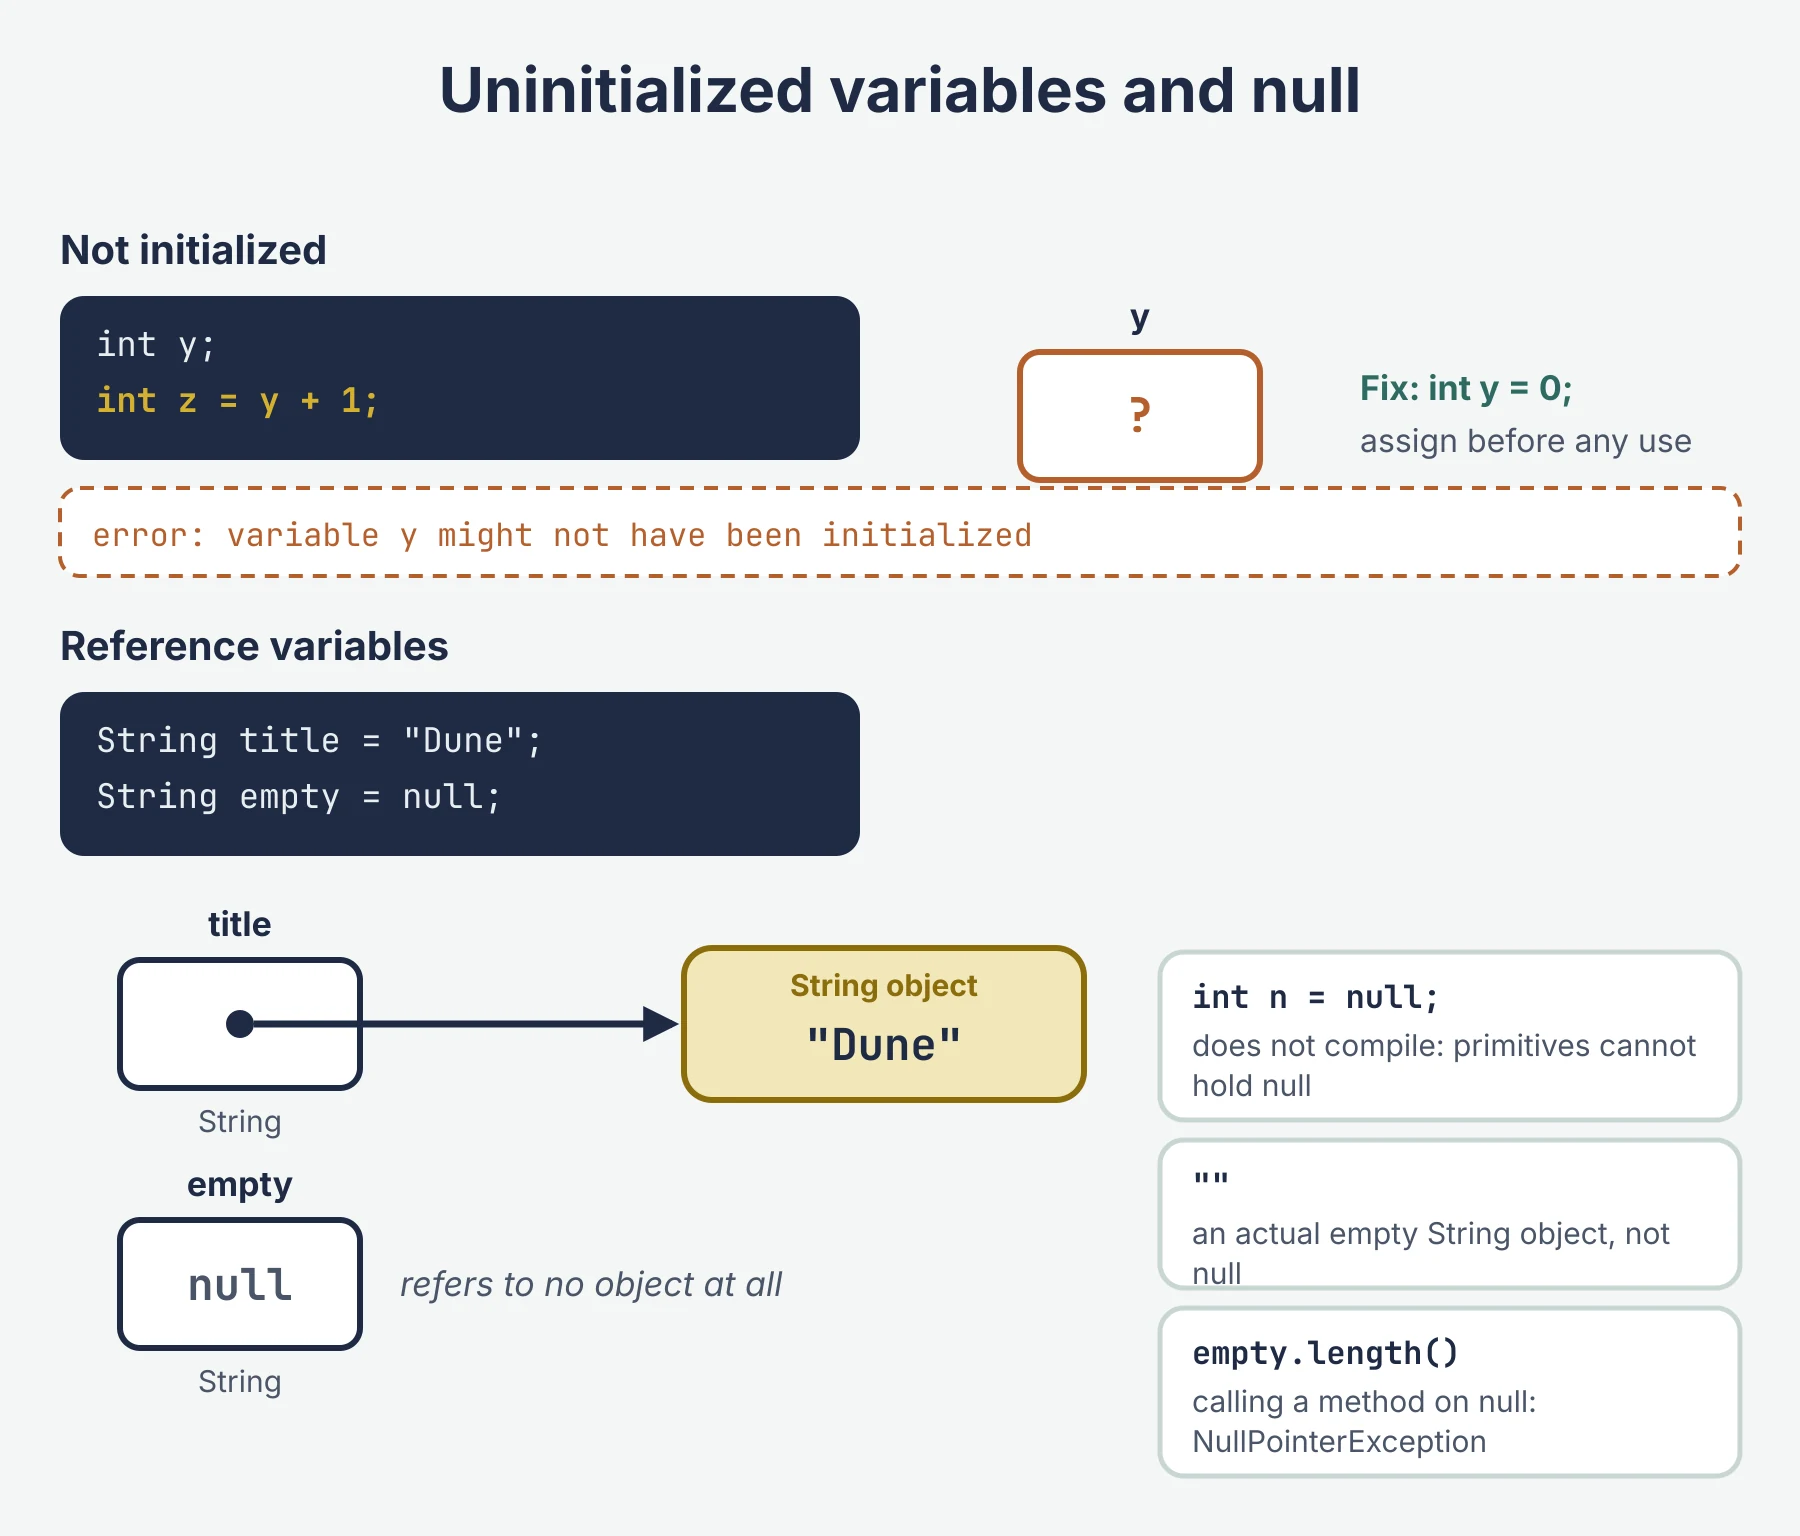 Uninitialized variables and null
Not initialized
int y;
int z = y + 1;
y
?
Fix: int y = 0;
assign before any use
error: variable y might not have been initialized
Reference variables
String title = "Dune";
String empty = null;
title
String
String object
"Dune"
empty
null
String
refers to no object at all
int n = null;
does not compile: primitives cannot
hold null
""
an actual empty String object, not
null
empty.length()
calling a method on null:
NullPointerException